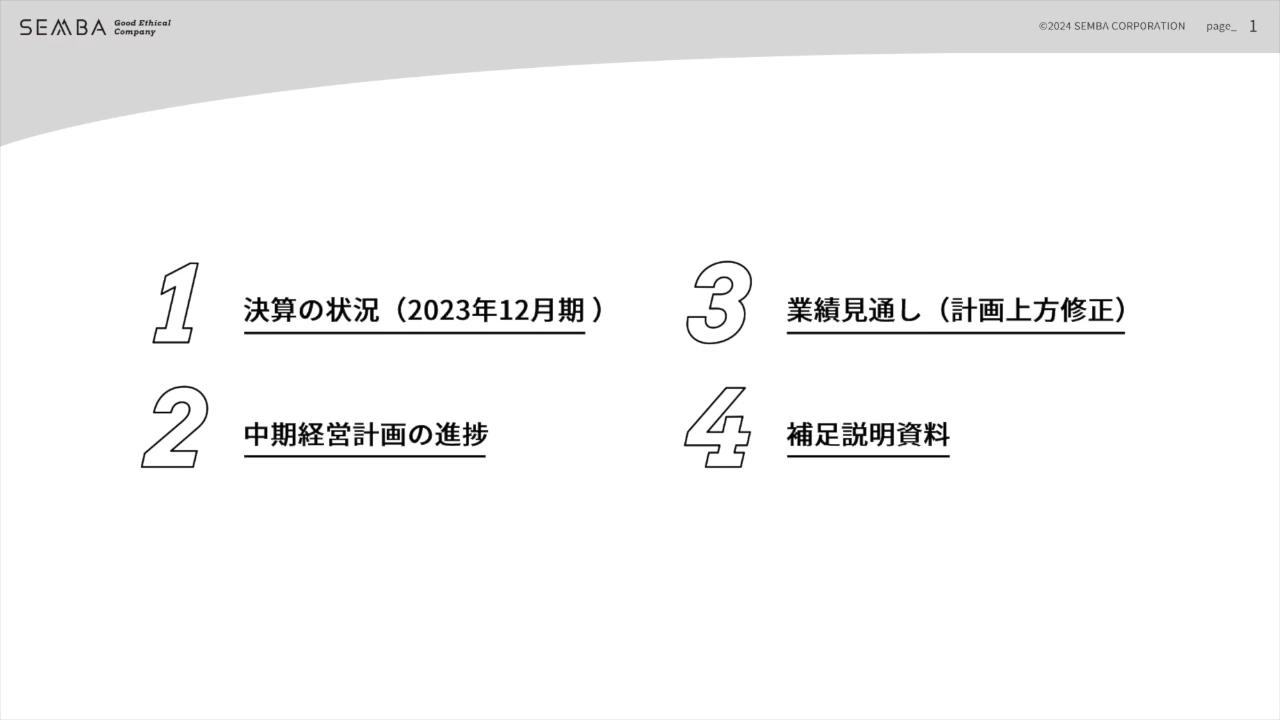 SEMBA Good Ethical
Company
©2024 SEMBA CORPORATION page_ 1
1 決算の状況（2023年12月期 ）
2 中期経営計画の進捗
3 業績見通し（計画上方修正）
4 補足説明資料